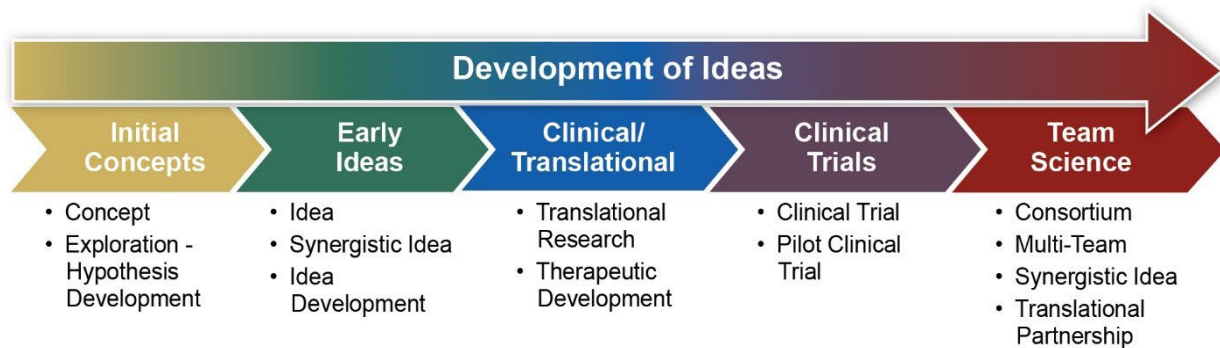 Development of Ideas
Initial
Concepts
Early
Ideas
Clinical/
Translational
Clinical
Trials
Team
Science
• Concept
• Exploration -
Hypothesis
Development
• Idea
• Synergistic Idea
• Idea
Development
• Translational
Research
• Therapeutic
Development
• Clinical Trial
• Pilot Clinical
Trial
• Consortium
• Multi-Team
• Synergistic Idea
• Translational
Partnership